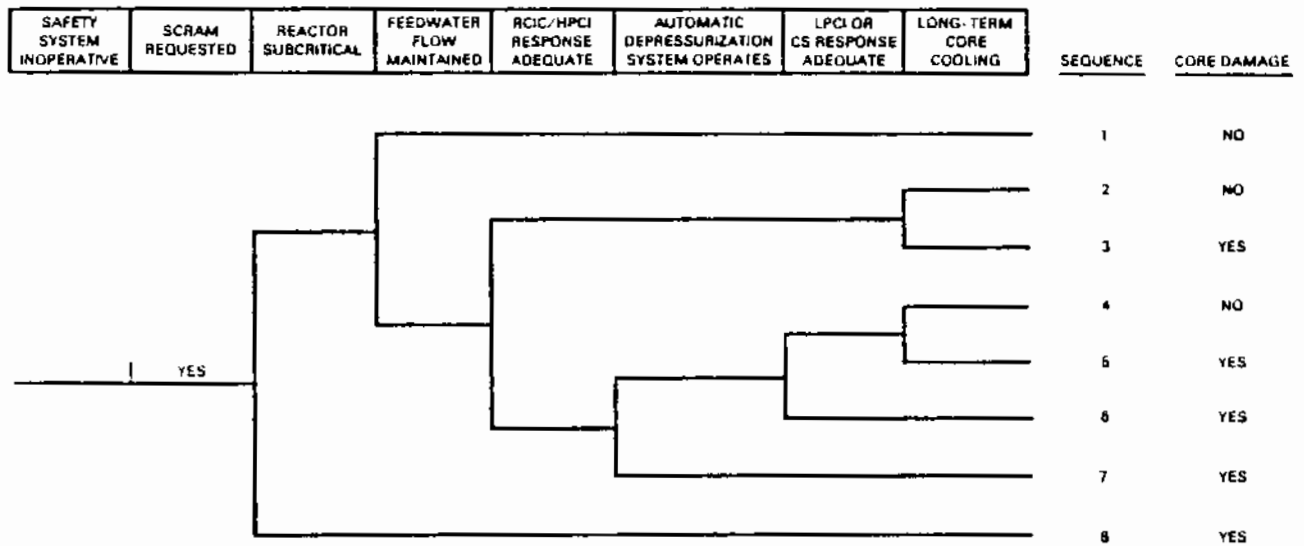 SAFETY
SYSTEM
INOPERATIVE
SCRAM
REQUESTED
REACTOR
SUBCRITICAL
FEEDWATER
FLOW
MAINTAINED
RCIC/HPCI
RESPONSE
ADEQUATE
AUTOMATIC
DEPRESSURIZATION
SYSTEM OPERATES
LPCI OR
CS RESPONSE
ADEQUATE
LONG-TERM
CORE
COOLING
SEQUENCE
CORE DAMAGE
1 NO
2 NO
3 YES
4 NO
YES
5 YES
6 YES
7 YES
8 YES